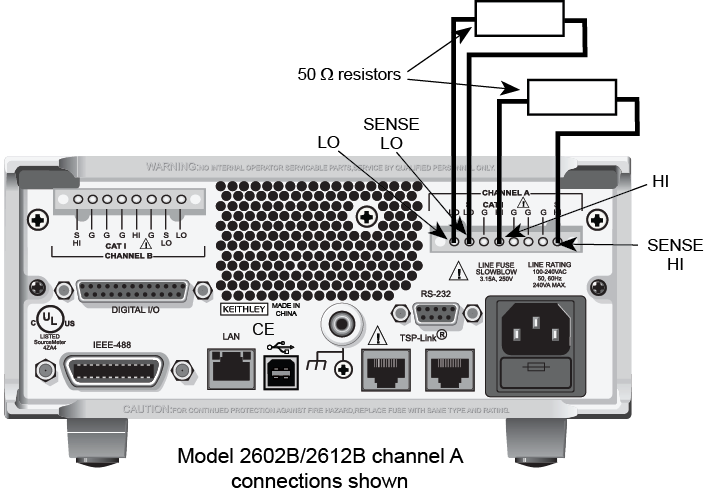 50 Ω resistors
SENSE
LO
LO
HI
SENSE
HI
WARNING:NO INTERNAL OPERATOR SERVICABLE PARTS,SERVICE BY QUALIFIED PERSONNEL ONLY.
CHANNEL A
CAT I
LO LO G HI G G G HI
S G G G HI G S LO
HI LO
CAT I
CHANNEL B
LINE FUSE
SLOWBLOW
3.15A, 250V
LINE RATING
100-240VAC
50, 60Hz
240VA MAX.
RS-232
DIGITAL I/O
KEITHLEY
MADE IN
CHINA
C UL US
LISTED
SourceMeter
4ZA4
IEEE-488
LAN
CE
TSP-Link®
CAUTION:FOR CONTINUED PROTECTION AGAINST FIRE HAZARD,REPLACE FUSE WITH SAME TYPE AND RATING.
Model 2602B/2612B channel A
connections shown